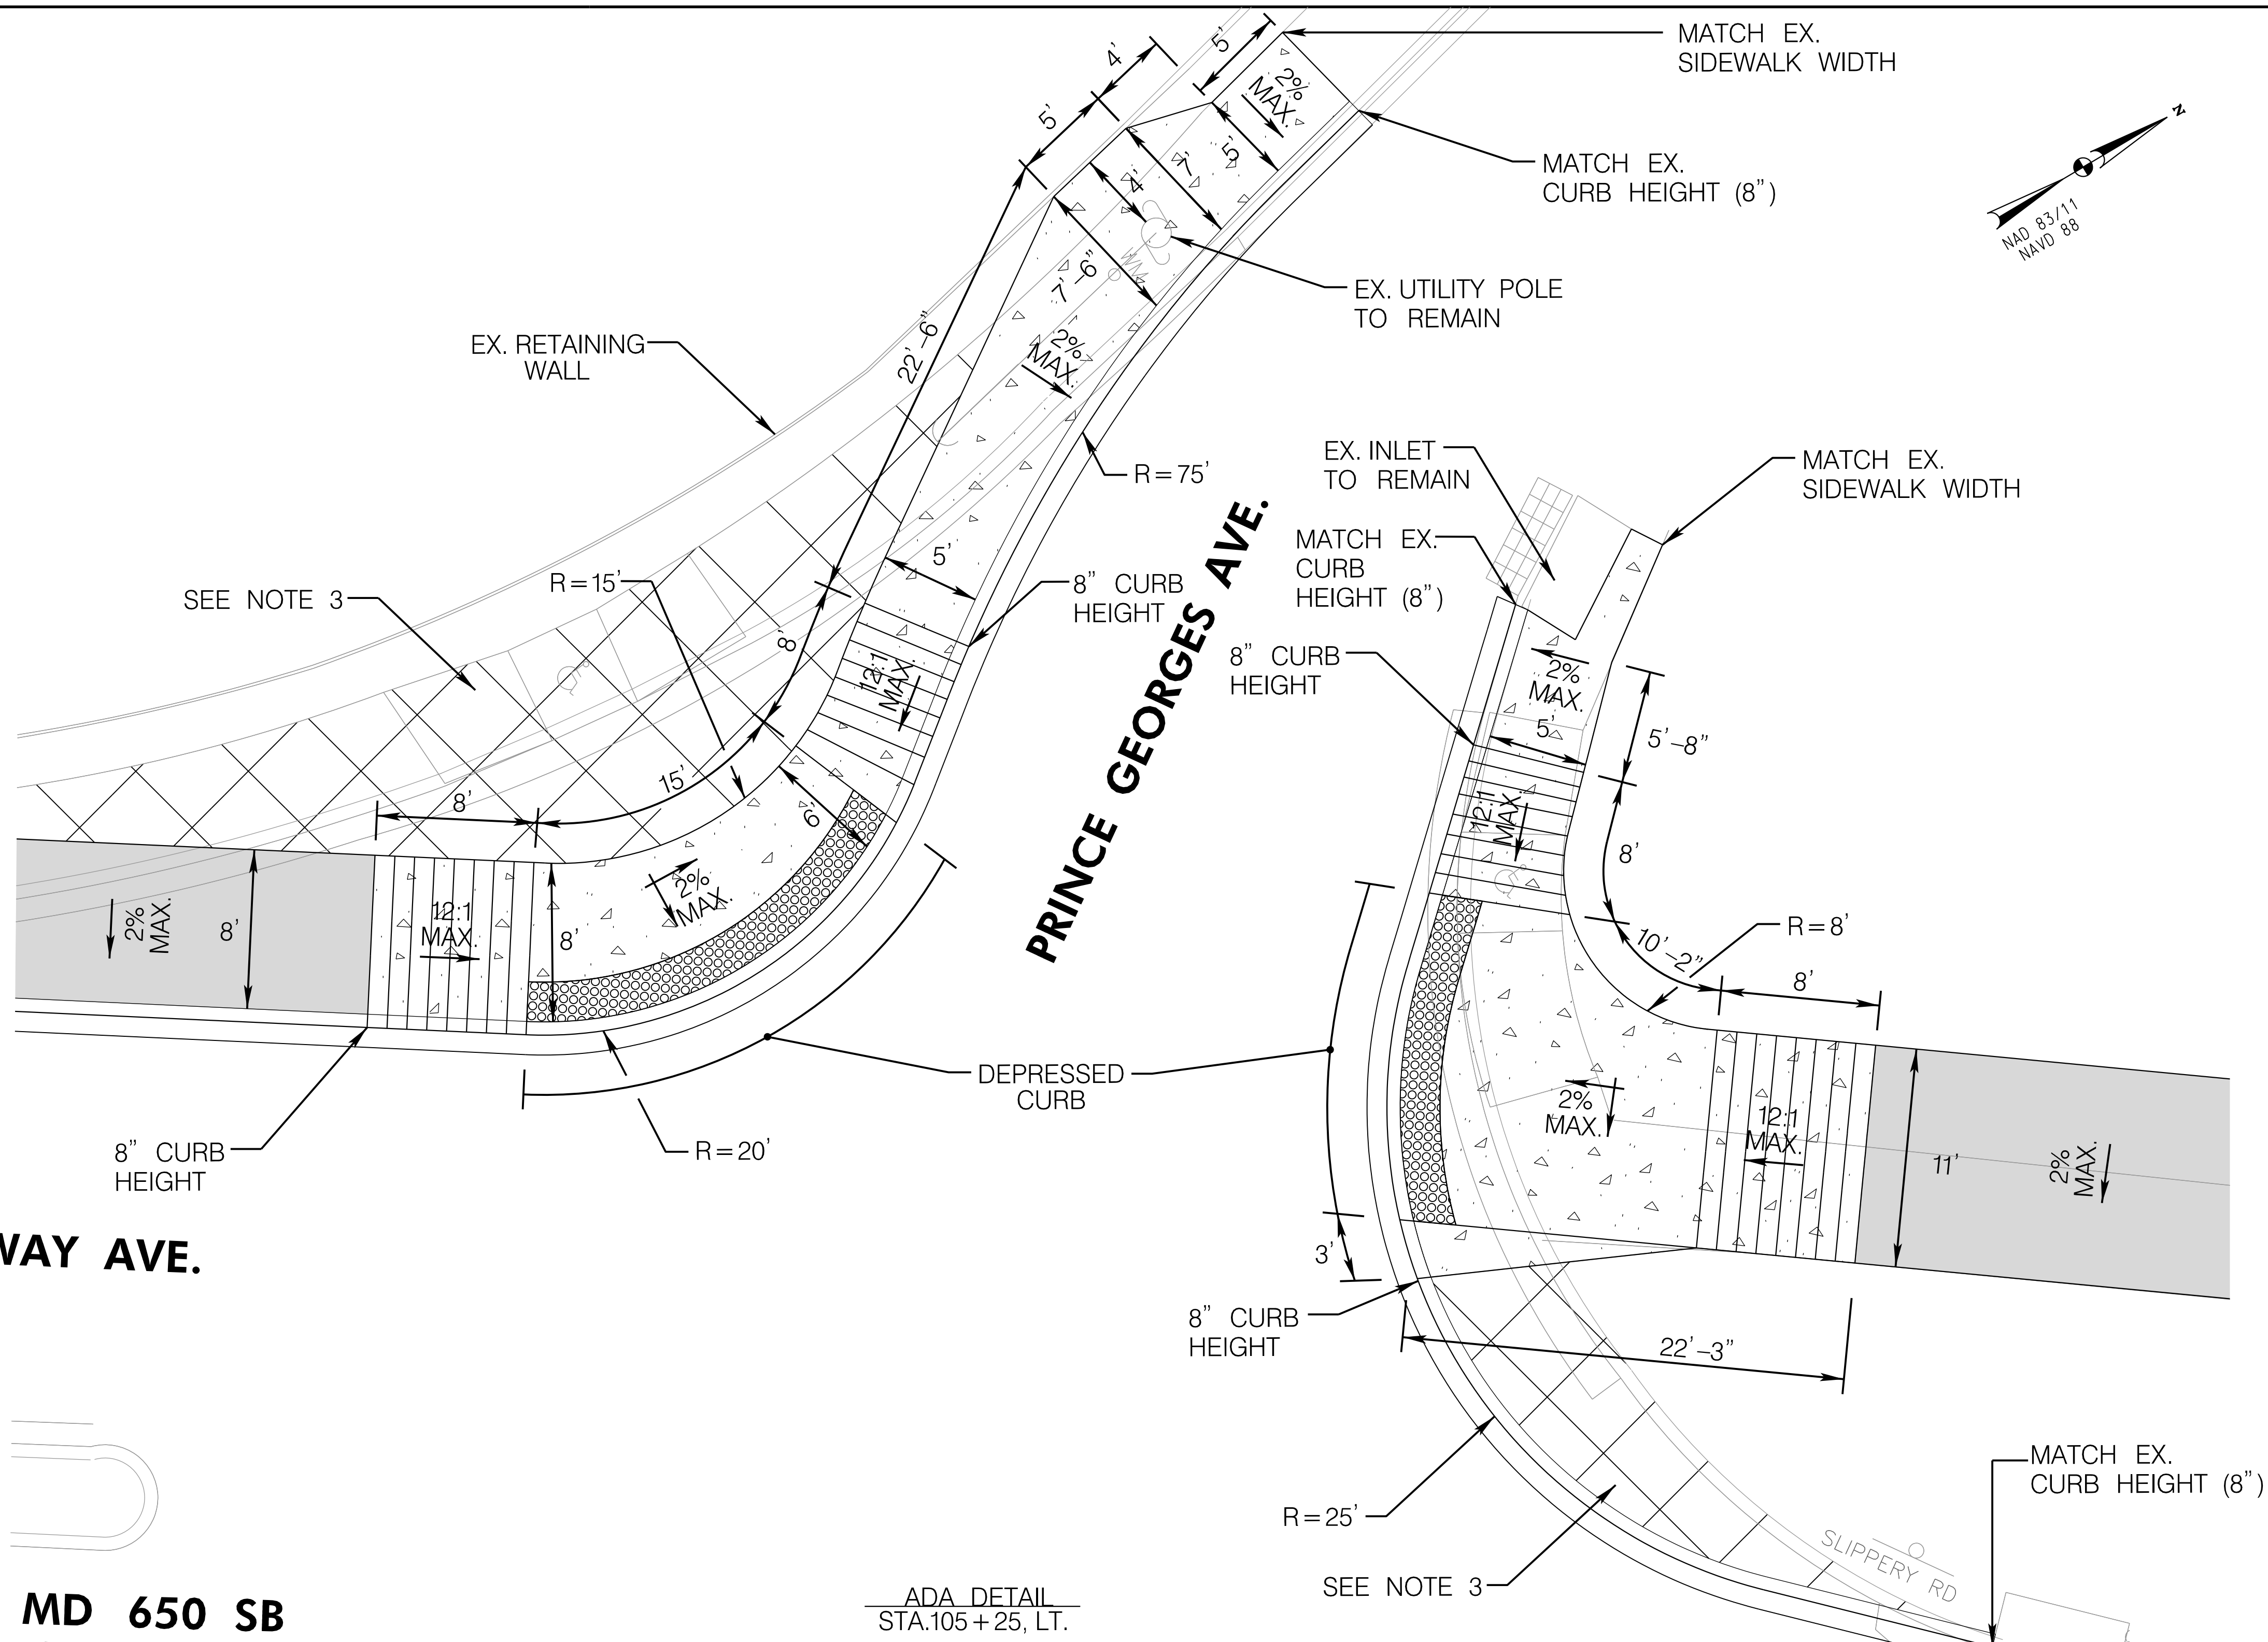 5'
4'
5'
MATCH EX.
SIDEWALK WIDTH
2%
MAX.
MATCH EX.
CURB HEIGHT (8")
N
NAD 83/11
NAVD 88
5'
7'
4'
7'-6"
EX. UTILITY POLE
TO REMAIN
EX. RETAINING
WALL
22'-6"
2%
MAX.
R=75'
EX. INLET
TO REMAIN
MATCH EX.
SIDEWALK WIDTH
MATCH EX.
CURB
HEIGHT (8")
SEE NOTE 3
R=15'
5'
8" CURB
HEIGHT
8'
12:1
MAX.
PRINCE GEORGES AVE.
8" CURB
HEIGHT
2%
MAX.
5'
5'-8"
12:1
MAX.
8'
15'
8'
6'
2%
MAX.
8'
12:1
MAX.
8'
2%
MAX.
10'-2"
R=8'
8'
DEPRESSED
CURB
2%
MAX.
12:1
MAX.
11'
2%
MAX.
8" CURB
HEIGHT
R=20'
WAY AVE.
3'
8" CURB
HEIGHT
22'-3"
R=25'
SEE NOTE 3
MATCH EX.
CURB HEIGHT (8")
SLIPPERY RD
MD 650 SB
ADA DETAIL
STA.105+25, LT.